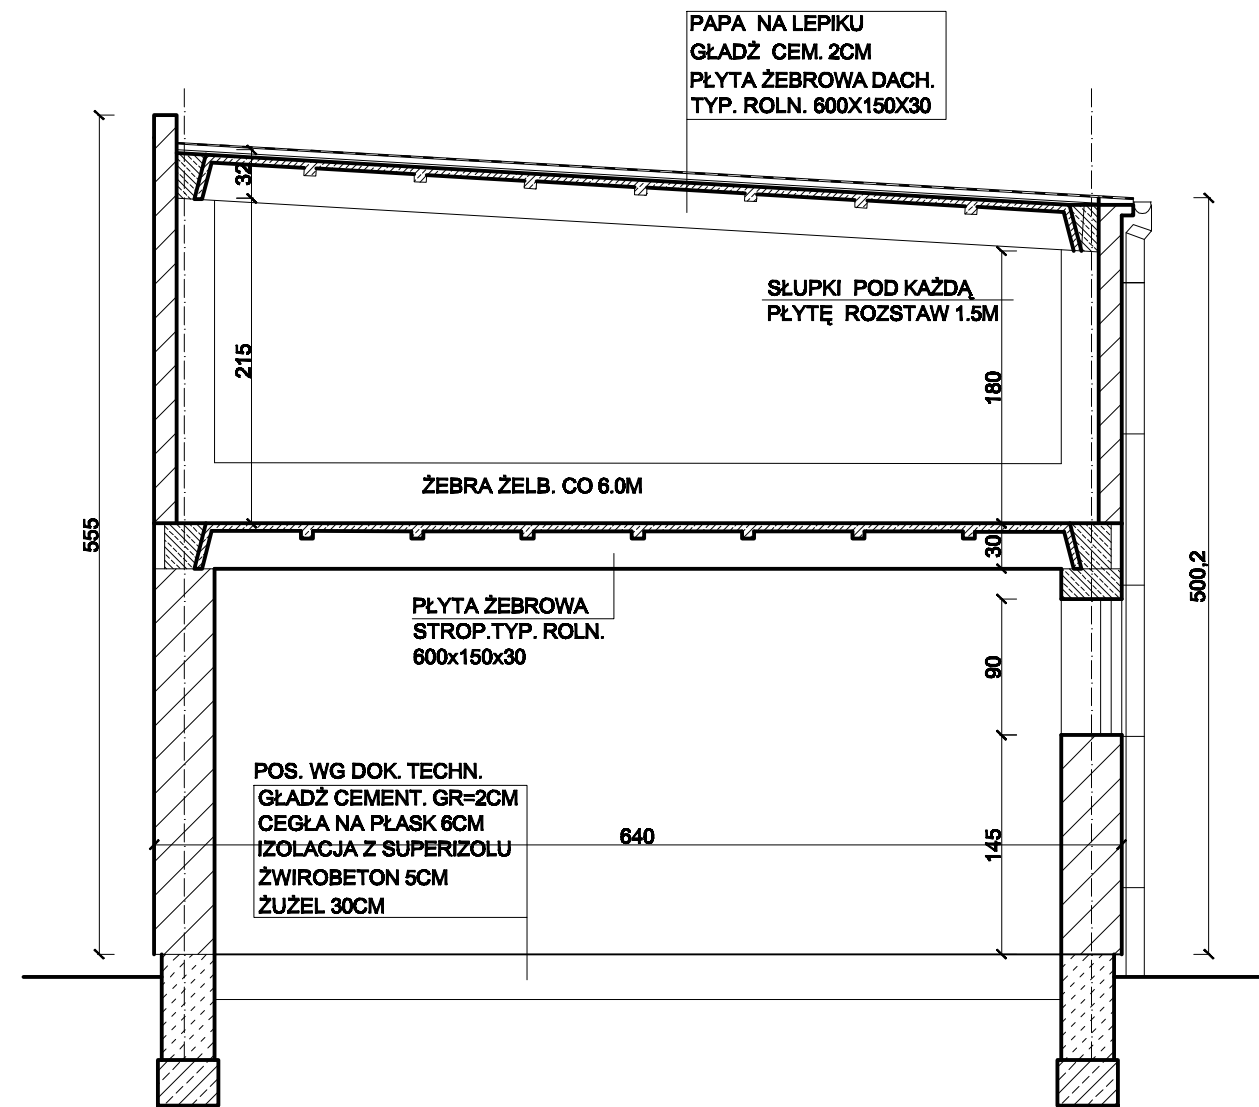 PAPA NA LEPIKU
GŁADŹ CEM. 2CM
PŁYTA ŻEBROWA DACH.
TYP. ROLN. 600X150X30
32
SŁUPKI POD KAŻDĄ
PŁYTĘ ROZSTAW 1.5M
215
180
ŻEBRA ŻELB. CO 6.0M
555
30
500,2
PŁYTA ŻEBROWA
STROP.TYP. ROLN.
600x150x30
90
POS. WG DOK. TECHN.
GŁADŹ CEMENT. GR=2CM
CEGŁA NA PŁASK 6CM
640
145
IZOLACJA Z SUPERIZOLU
ŻWIROBETON 5CM
ŻUŻEL 30CM